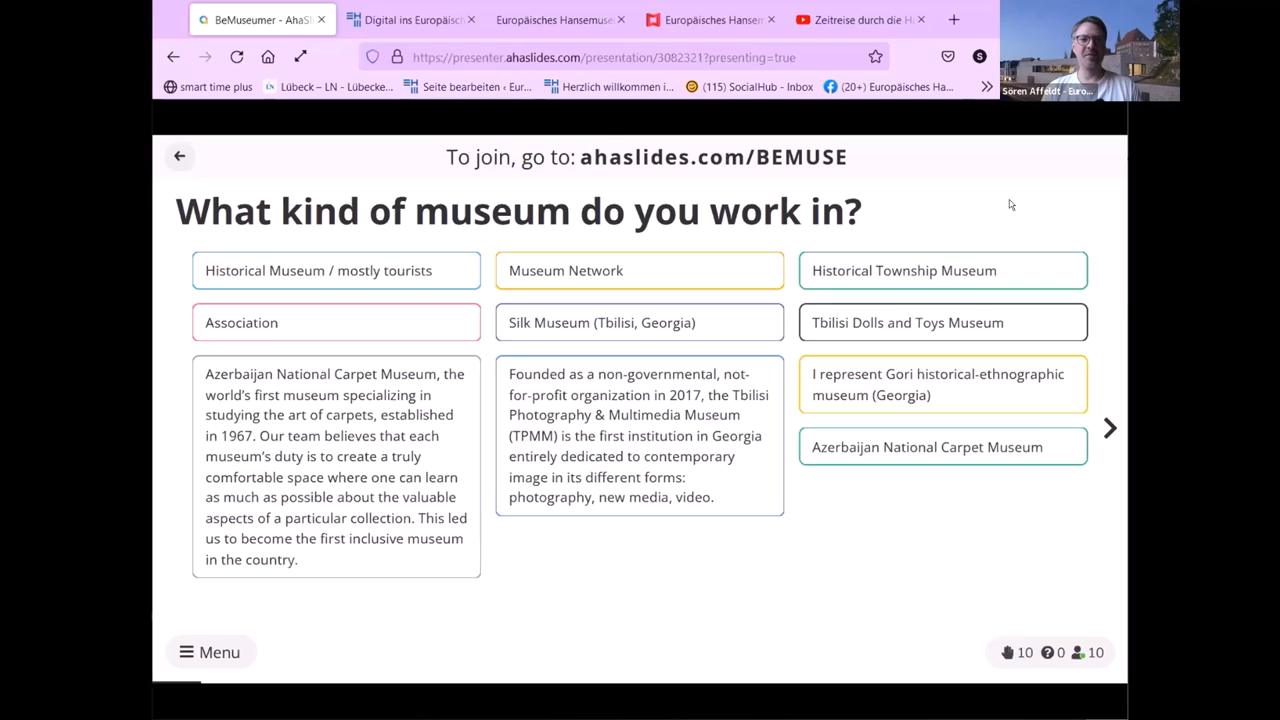 BeMuseumer - AhaSl
Digital ins Europäisch
Europäisches Hansemuse
Europäisches Hansem
Zeitreise durch die H
https://presenter.ahaslides.com/presentation/3082321?presenting=true
smart time plus
LN
Lübeck – LN - Lübecke...
Seite bearbeiten ‹ Eur...
Herzlich willkommen i...
(115) SocialHub - Inbox
(20+) Europäisches Ha...
Sören Affeldt - Euro...
To join, go to: ahaslides.com/BEMUSE
What kind of museum do you work in?
Historical Museum / mostly tourists
Museum Network
Historical Township Museum
Association
Silk Museum (Tbilisi, Georgia)
Tbilisi Dolls and Toys Museum
Azerbaijan National Carpet Museum, the
world's first museum specializing in
studying the art of carpets, established
in 1967. Our team believes that each
museum's duty is to create a truly
comfortable space where one can learn
as much as possible about the valuable
aspects of a particular collection. This led
us to become the first inclusive museum
in the country.
Founded as a non-governmental, not-
for-profit organization in 2017, the Tbilisi
Photography & Multimedia Museum
(TPMM) is the first institution in Georgia
entirely dedicated to contemporary
image in its different forms:
photography, new media, video.
I represent Gori historical-ethnographic
museum (Georgia)
Azerbaijan National Carpet Museum
Menu
10 0 10